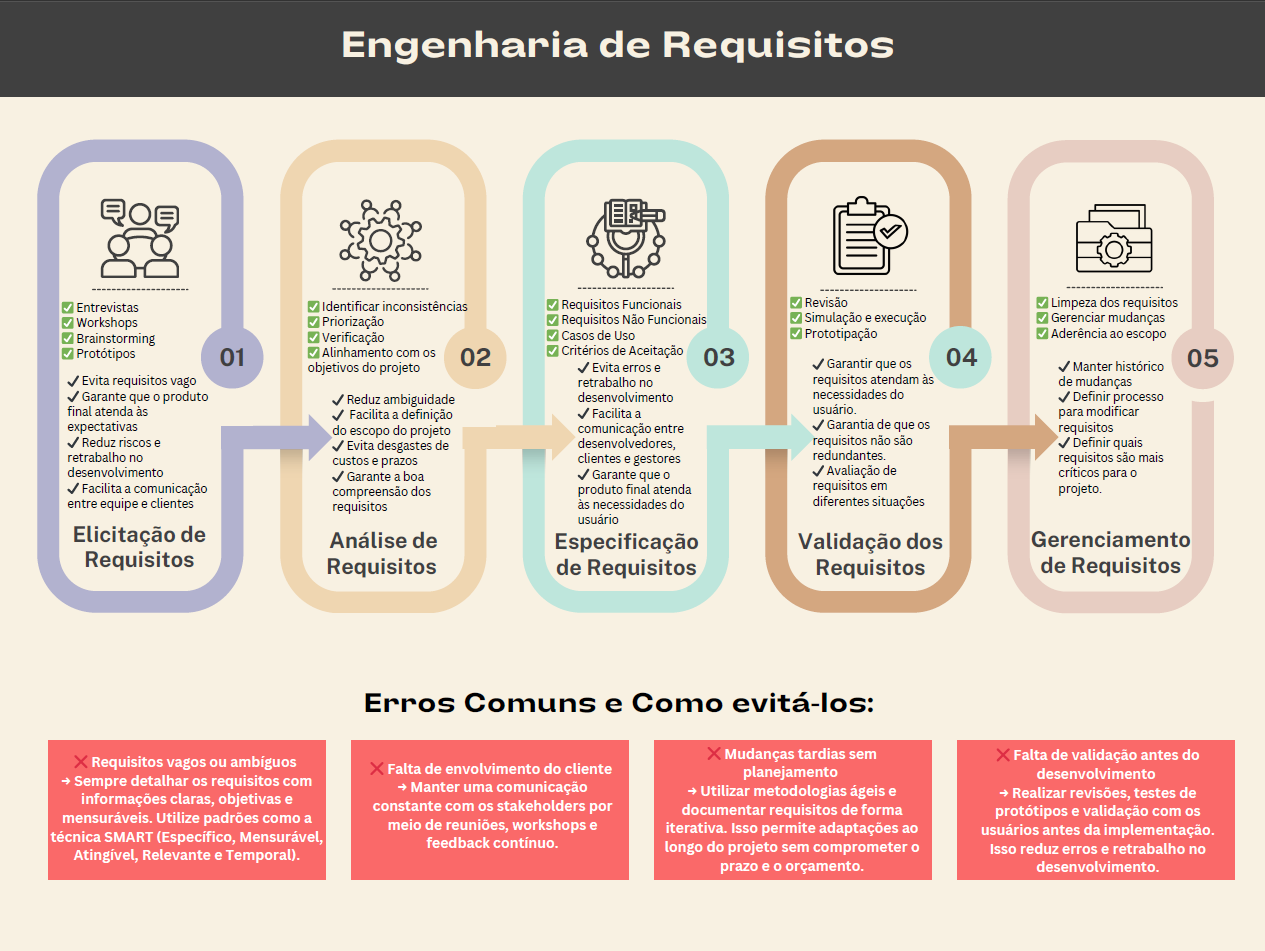 Engenharia de Requisitos
✅ Entrevistas
✅ Workshops
✅ Brainstorming
✅ Protótipos
✔ Evita requisitos vago
✔ Garante que o produto
final atenda às
expectativas
✔ Reduz riscos e
retrabalho no
desenvolvimento
✔ Facilita a comunicação
entre equipe e clientes
01
Elicitação de
Requisitos
✅ Identificar inconsistências
✅ Priorização
✅ Verificação
✅ Alinhamento com os
objetivos do projeto
✔ Reduz ambiguidade
✔ Facilita a definição
do escopo do projeto
✔ Evita desgastes de
custos e prazos
✔ Garante a boa
compreensão dos
requisitos
02
Análise de
Requisitos
✅ Requisitos Funcionais
✅ Requisitos Não Funcionais
✅ Casos de Uso
✅ Critérios de Aceitação
✔ Evita erros e
retrabalho no
desenvolvimento
✔ Facilita a
comunicação entre
desenvolvedores,
clientes e gestores
✔ Garante que o
produto final atenda
às necessidades do
usuário
03
Especificação
de Requisitos
✅ Revisão
✅ Simulação e execução
✅ Prototipação
✔ Garantir que os
requisitos atendam às
necessidades do
usuário.
✔ Garantia de que os
requisitos não são
redundantes.
✔ Avaliação de
requisitos em
diferentes situações
04
Validação dos
Requisitos
✅ Limpeza dos requisitos
✅ Gerenciar mudanças
✅ Aderência ao escopo
✔ Manter histórico
de mudanças
✔ Definir processo
para modificar
requisitos
✔ Definir quais
requisitos são mais
críticos para o
projeto.
05
Gerenciamento
de Requisitos
Erros Comuns e Como evitá-los:
❌ Requisitos vagos ou ambíguos
→ Sempre detalhar os requisitos com
informações claras, objetivas e
mensuráveis. Utilize padrões como a
técnica SMART (Específico, Mensurável,
Atingível, Relevante e Temporal).
❌ Falta de envolvimento do cliente
→ Manter uma comunicação
constante com os stakeholders por
meio de reuniões, workshops e
feedback contínuo.
❌ Mudanças tardias sem
planejamento
→ Utilizar metodologias ágeis e
documentar requisitos de forma
iterativa. Isso permite adaptações ao
longo do projeto sem comprometer o
prazo e o orçamento.
❌ Falta de validação antes do
desenvolvimento
→ Realizar revisões, testes de
protótipos e validação com os
usuários antes da implementação.
Isso reduz erros e retrabalho no
desenvolvimento.